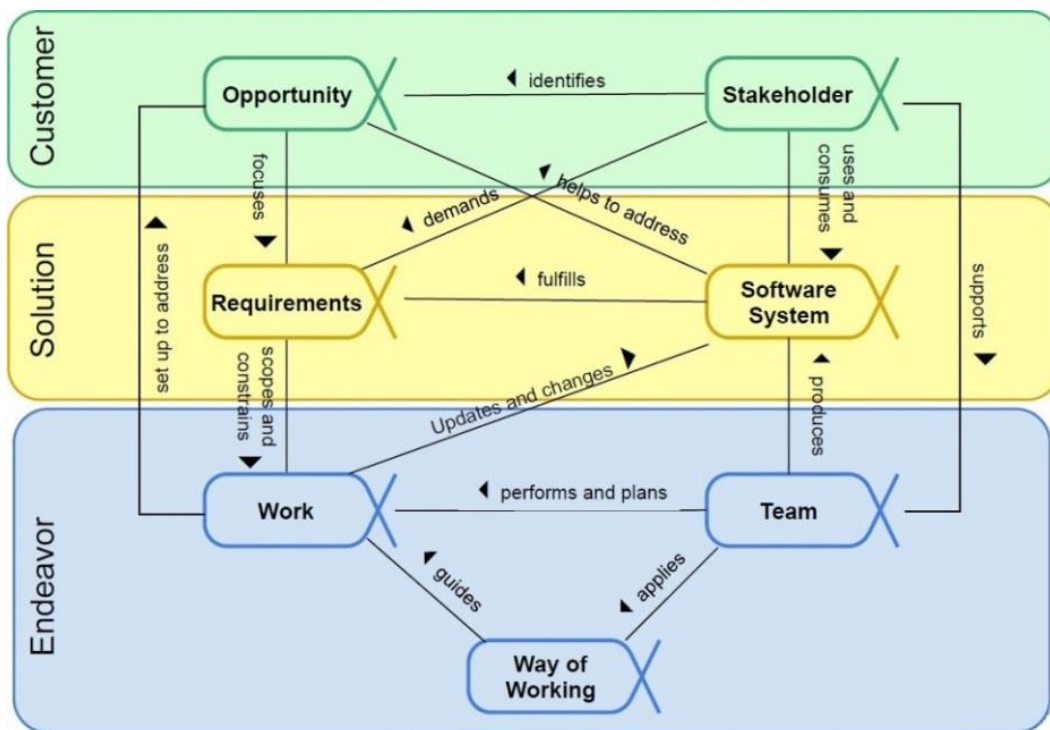 Customer
Opportunity
identifies
Stakeholder
focuses
demands
helps to address
uses and
consumes
Solution
set up to address
Requirements
fulfills
Software
System
supports
scopes and
constrains
Updates and changes
produces
Endeavor
Work
performs and plans
Team
guides
applies
Way of
Working